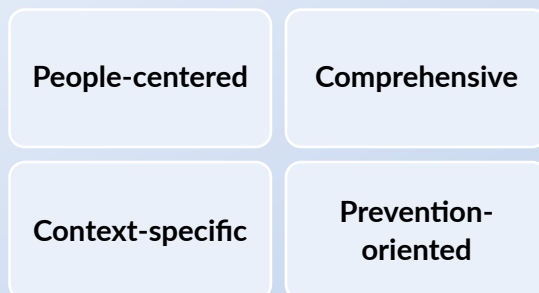 People-centered
Comprehensive
Context-specific
Prevention-
oriented